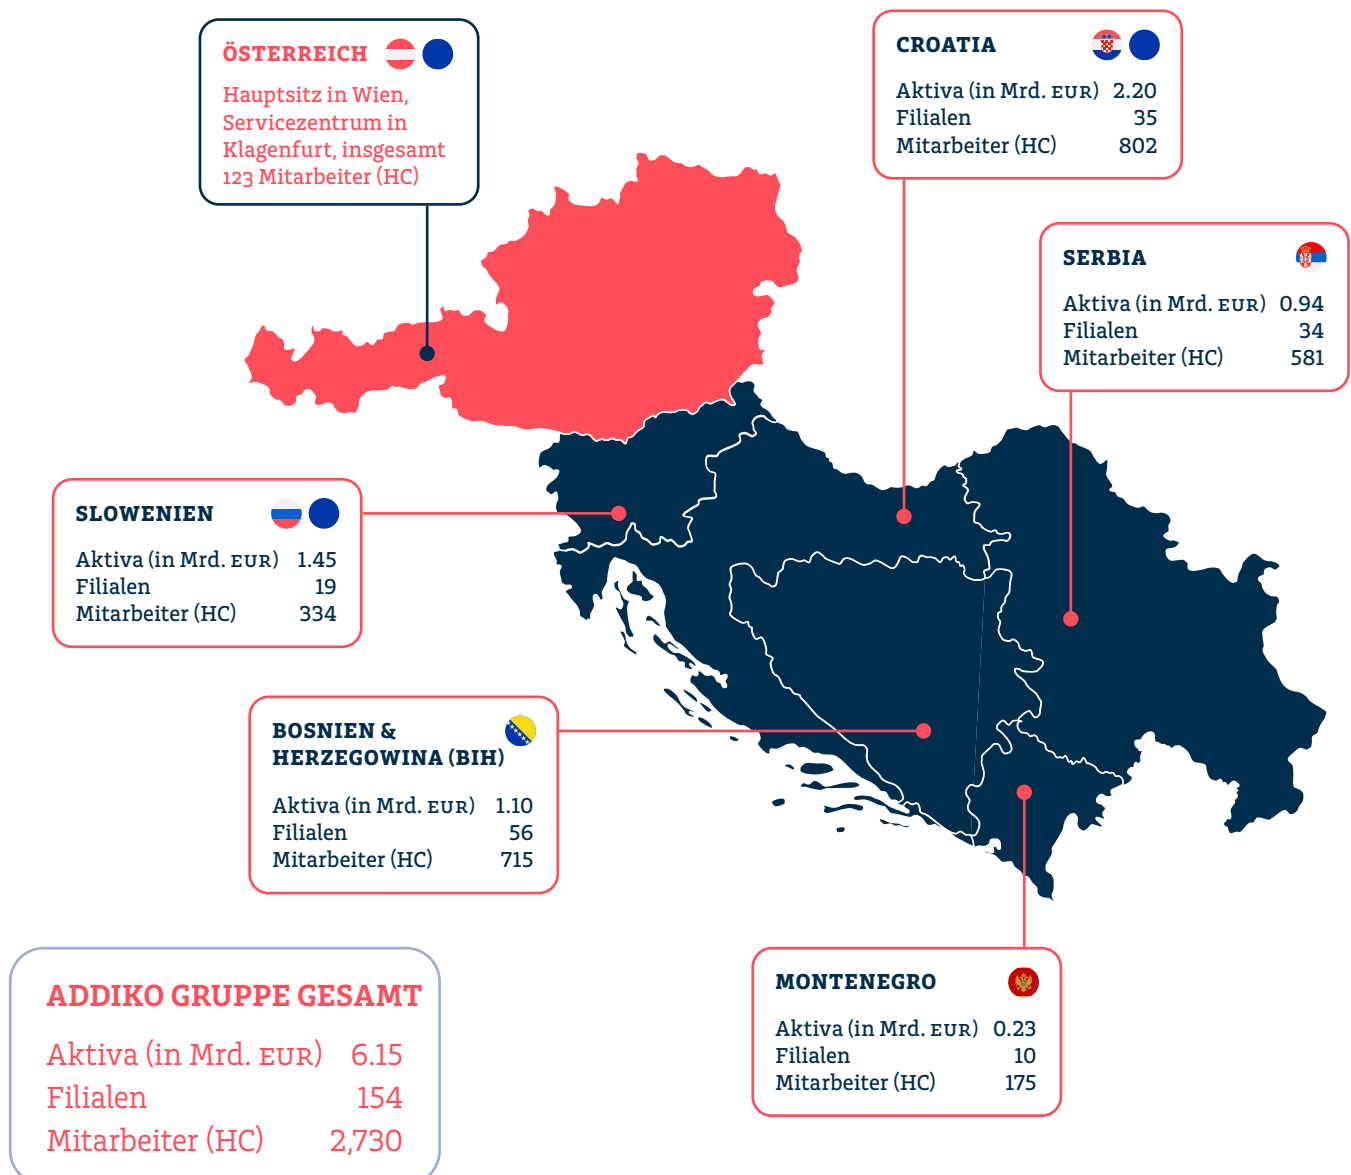 ÖSTERREICH
Hauptsitz in Wien,
Servicezentrum in
Klagenfurt, insgesamt
123 Mitarbeiter (HC)
CROATIA
Aktiva (in Mrd. EUR) 2.20
Filialen 35
Mitarbeiter (HC) 802
SERBIA
Aktiva (in Mrd. EUR) 0.94
Filialen 34
Mitarbeiter (HC) 581
SLOWENIEN
Aktiva (in Mrd. EUR) 1.45
Filialen 19
Mitarbeiter (HC) 334
BOSNIEN &
HERZEGOWINA (BIH)
Aktiva (in Mrd. EUR) 1.10
Filialen 56
Mitarbeiter (HC) 715
MONTENEGRO
Aktiva (in Mrd. EUR) 0.23
Filialen 10
Mitarbeiter (HC) 175
ADDIKO GRUPPE GESAMT
Aktiva (in Mrd. EUR) 6.15
Filialen 154
Mitarbeiter (HC) 2,730